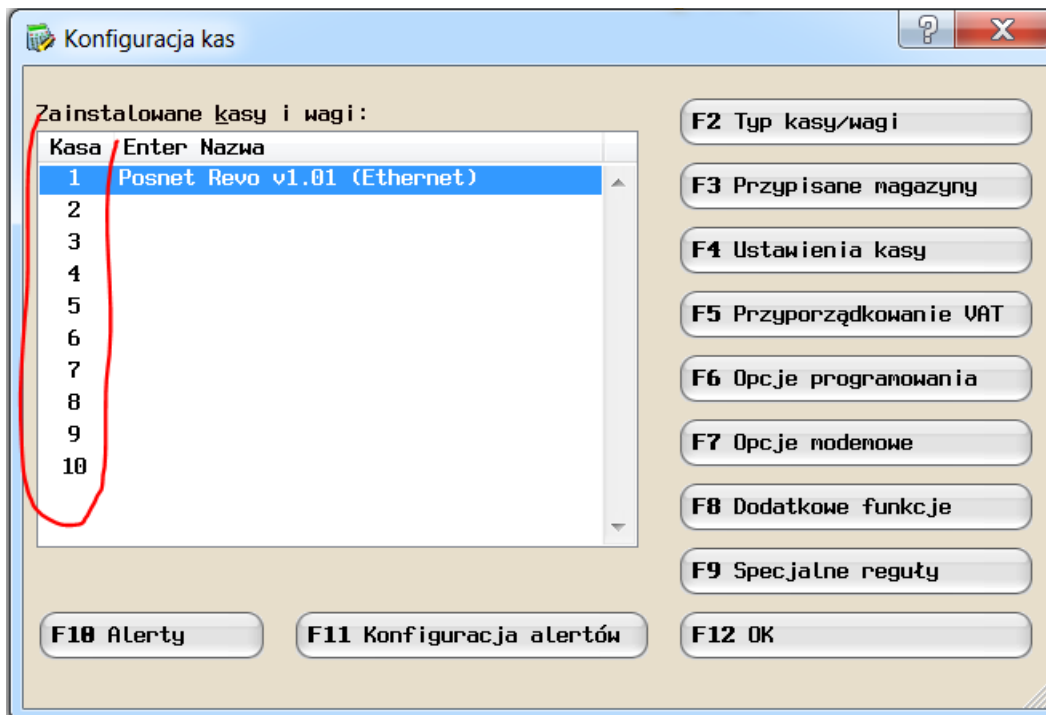 Konfiguracja kas
Zainstalowane kasy i wagi:
Kasa Enter Nazwa
1 Posnet Revo v1.01 (Ethernet)
2
3
4
5
6
7
8
9
10
F2 Typ kasy/wagi
F3 Przypisane magazyny
F4 Ustawienia kasy
F5 Przyporządkowanie VAT
F6 Opcje programowania
F7 Opcje modemowe
F8 Dodatkowe funkcje
F9 Specjalne reguły
F10 Alerty
F11 Konfiguracja alertów
F12 OK